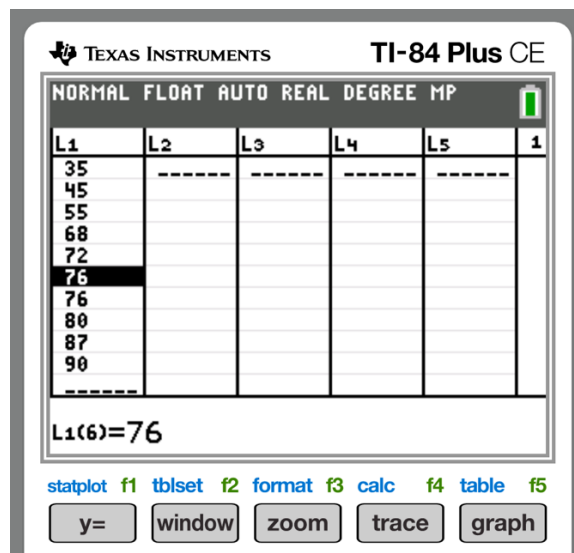 TEXAS INSTRUMENTS TI-84 Plus CE
NORMAL FLOAT AUTO REAL DEGREE MP
L1 L2 L3 L4 L5 1
35 ------ ------ ------ ------
45
55
68
72
76
76
80
87
90
------
L1(6)=76
statplot f1 tblset f2 format f3 calc f4 table f5
y= window zoom trace graph